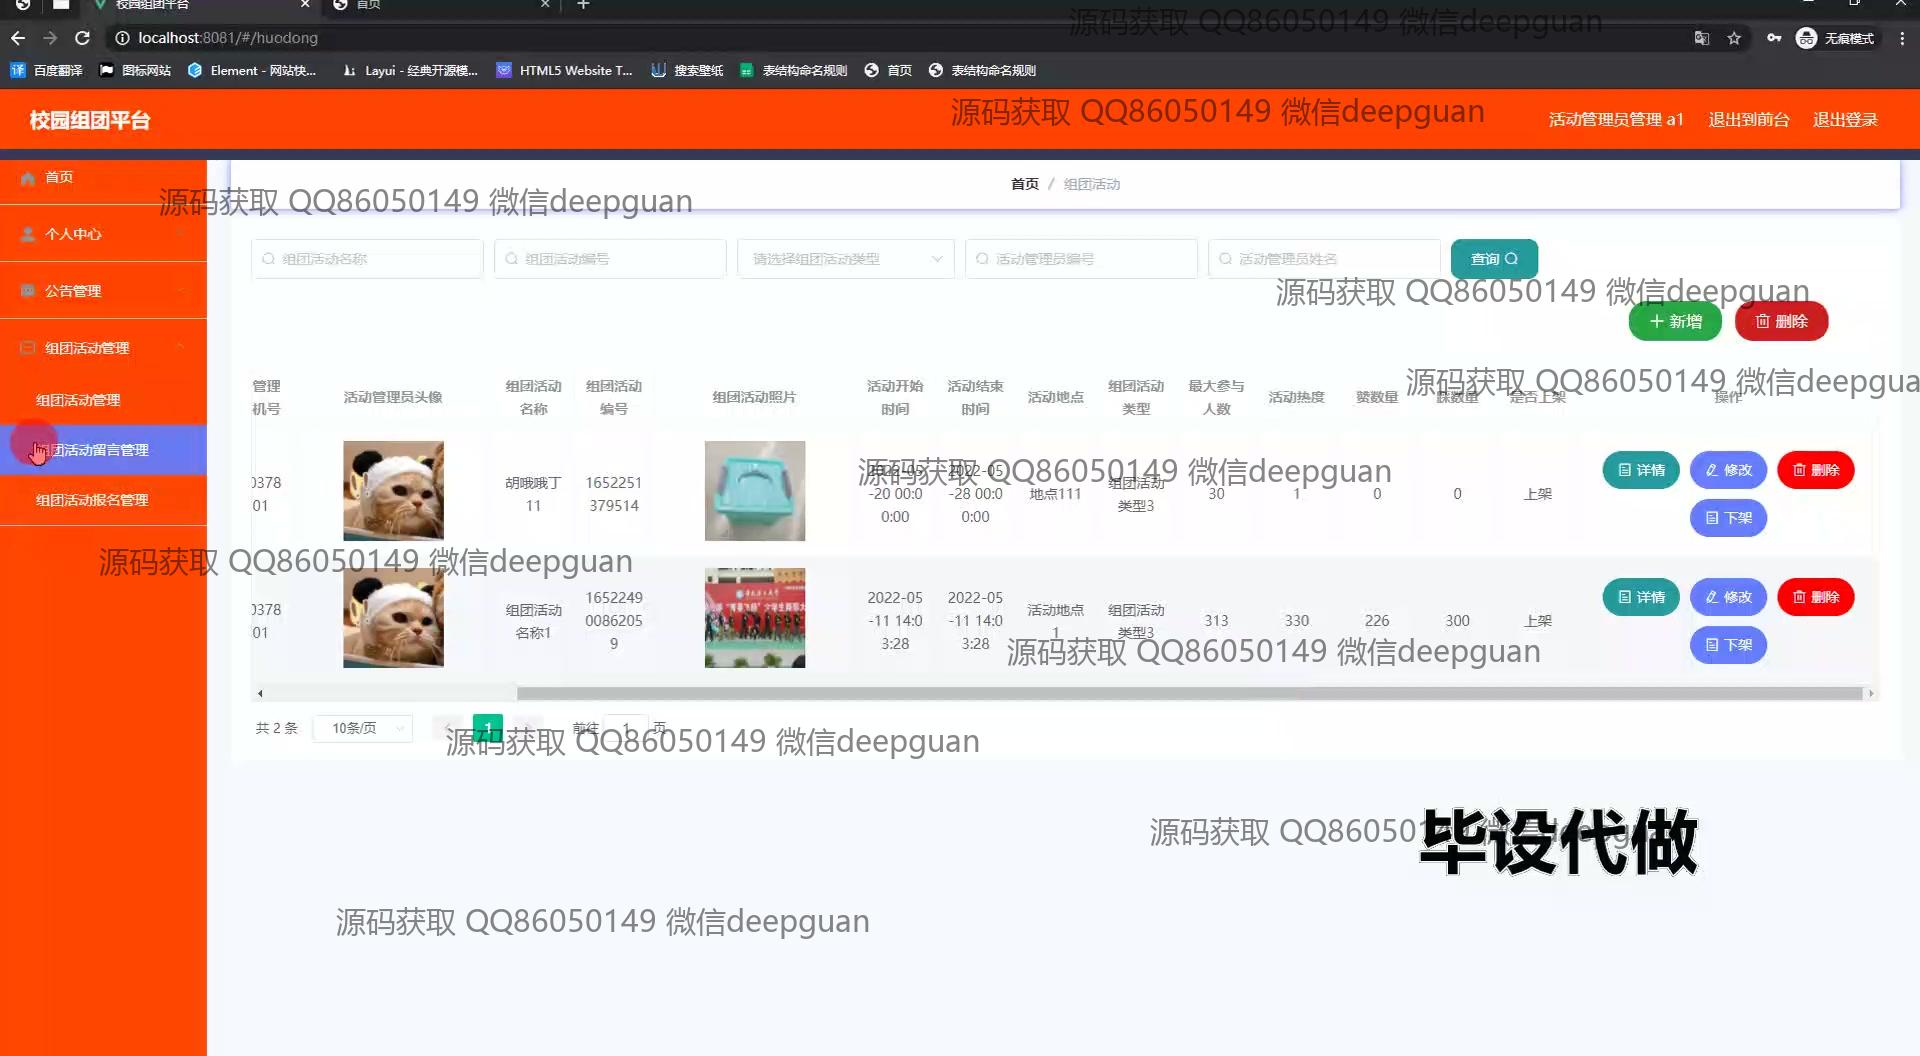 校园组团平台
首页
源码获取 QQ86050149 微信deepguan
localhost:8081/#/huodong
无痕模式
百度翻译
图标网站
Element - 网站快...
Layui - 经典开源模...
HTML5 Website T...
搜索壁纸
表结构命名规则
首页
表结构命名规则
校园组团平台
源码获取 QQ86050149 微信deepguan
活动管理员管理 a1
退出到前台
退出登录
首页
个人中心
公告管理
组团活动管理
组团活动管理
组团活动留言管理
组团活动报名管理
首页 / 组团活动
源码获取 QQ86050149 微信deepguan
组团活动名称
组团活动编号
请选择组团活动类型
活动管理员编号
活动管理员姓名
查询
源码获取 QQ86050149 微信deepguan
新增
删除
源码获取 QQ86050149 微信deepgua
管理
机号
活动管理员头像
组团活动
名称
组团活动
编号
组团活动照片
活动开始
时间
活动结束
时间
活动地点
组团活动
类型
最大参与
人数
活动热度
赞数量
踩数量
是否上架
操作
0378
01
胡哦哦丁
11
1652251
379514
2022-05
-20 00:0
0:00
2022-05
-28 00:0
0:00
地点111
组团活动
类型3
30
1
0
0
上架
详情
修改
删除
下架
源码获取 QQ86050149 微信deepguan
源码获取 QQ86050149 微信deepguan
0378
01
组团活动
名称1
1652249
0086205
9
2022-05
-11 14:0
3:28
2022-05
-11 14:0
3:28
活动地点
1
组团活动
类型3
313
330
226
300
上架
详情
修改
删除
下架
源码获取 QQ86050149 微信deepguan
共 2 条
10条/页
1
前往
1
页
源码获取 QQ86050149 微信deepguan
源码获取 QQ86050149
毕设代做
源码获取 QQ86050149 微信deepguan